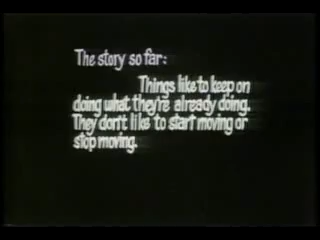 The story so far:
Things like to keep on
doing what they're already doing.
They don't like to start moving or
stop moving.